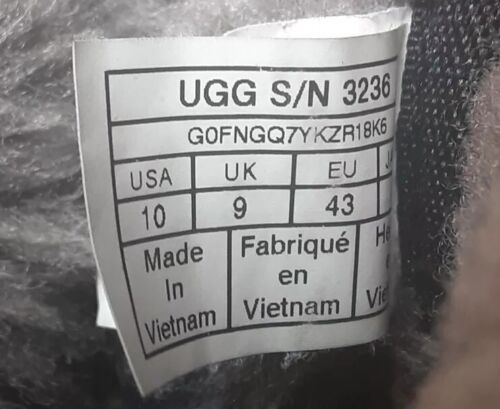 UGG S/N 3236
G0FNGQ7YKZR18K6
USA UK EU
10 9 43
Made Fabriqué
In en
Vietnam Vietnam